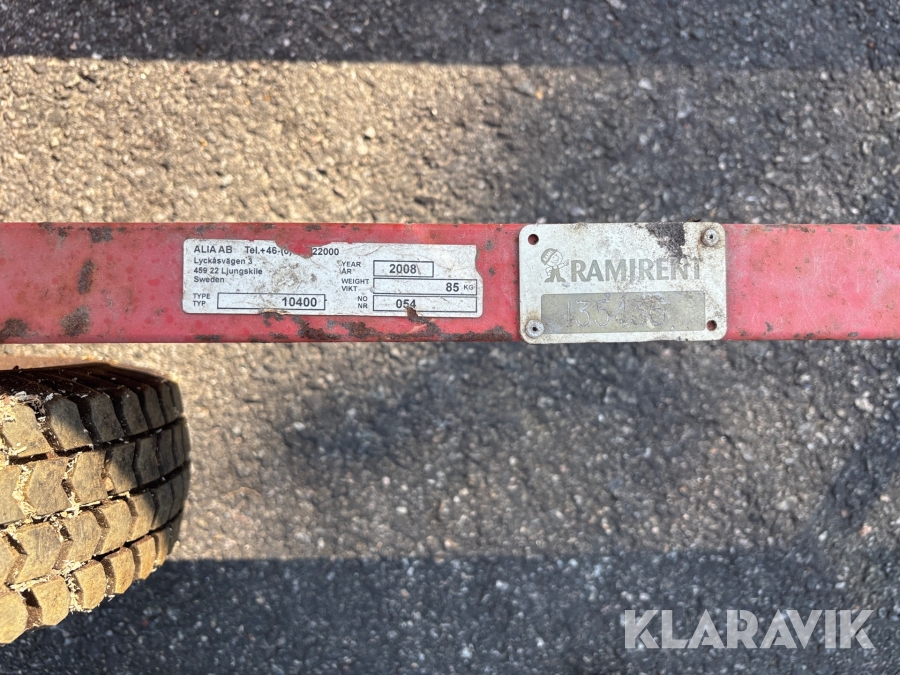 ALIA AB Tel.+46-(0) 22000
Lyckåsvägen 3
459 22 Ljungskile
Sweden
YEAR
ÅR 2008
WEIGHT
VIKT 85 KG
TYPE
TYP 10400
NO
NR 054
RAMIRENT
KLARAVIK